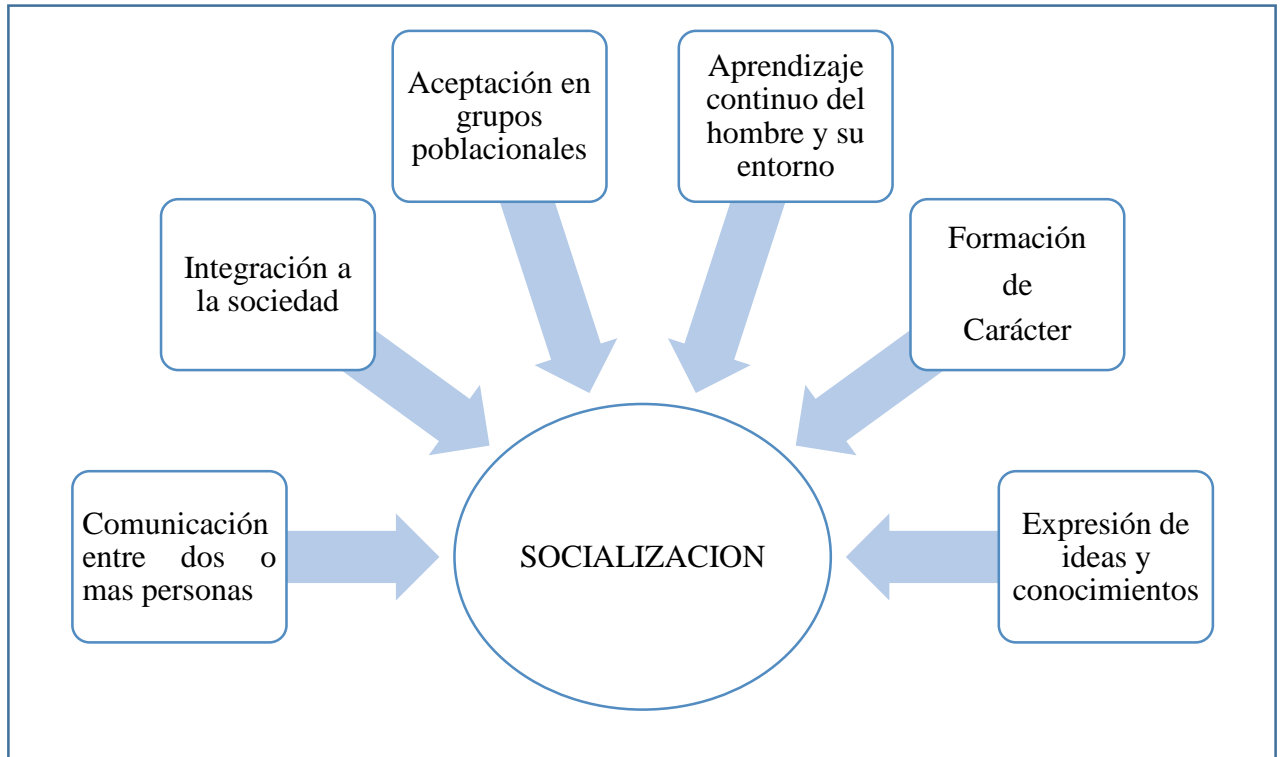 Aceptación en
grupos
poblacionales
Aprendizaje
continuo del
hombre y su
entorno
Integración a
la sociedad
Formación
de
Carácter
Comunicación
entre dos o
mas personas
SOCIALIZACION
Expresión de
ideas y
conocimientos